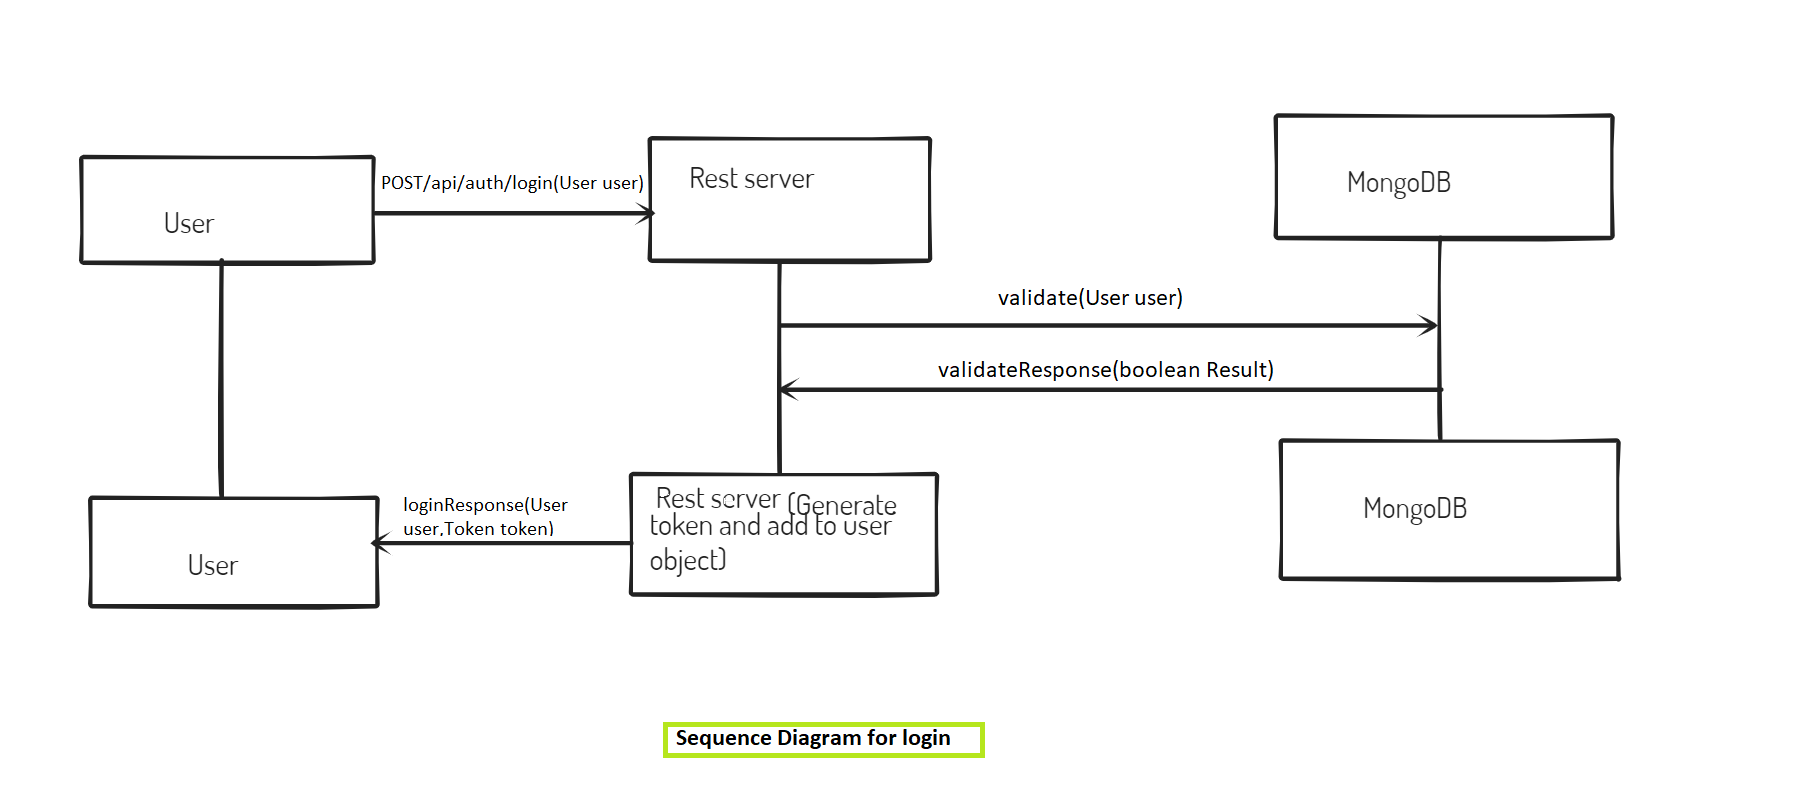 User
POST/api/auth/login(User user)
Rest server
MongoDB
validate(User user)
validateResponse(boolean Result)
User
loginResponse(User
user,Token token)
Rest server (Generate
token and add to user
object)
MongoDB
Sequence Diagram for login